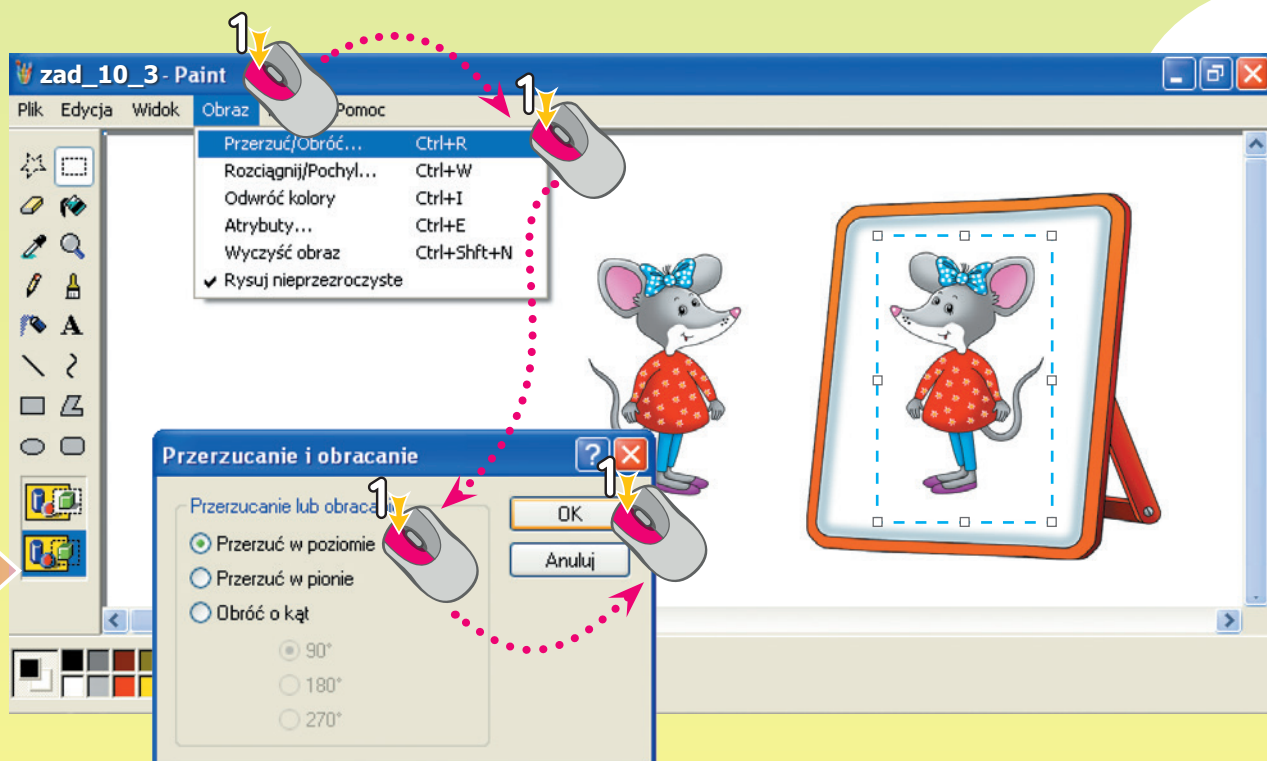 zad_10_3 - Paint
Plik Edycja Widok Obraz Pomoc
Przerzuć/Obróć... Ctrl+R
Rozciągnij/Pochyl... Ctrl+W
Odwróć kolory Ctrl+I
Atrybuty... Ctrl+E
Wyczyść obraz Ctrl+Shft+N
✓ Rysuj nieprzezroczyste
1
1
A
Przerzucanie i obracanie
Przerzucanie lub
1
1
Przerzuć w poziomie
Przerzuć w pionie
Obróć o kąt
90°
180°
270°
OK
Anuluj